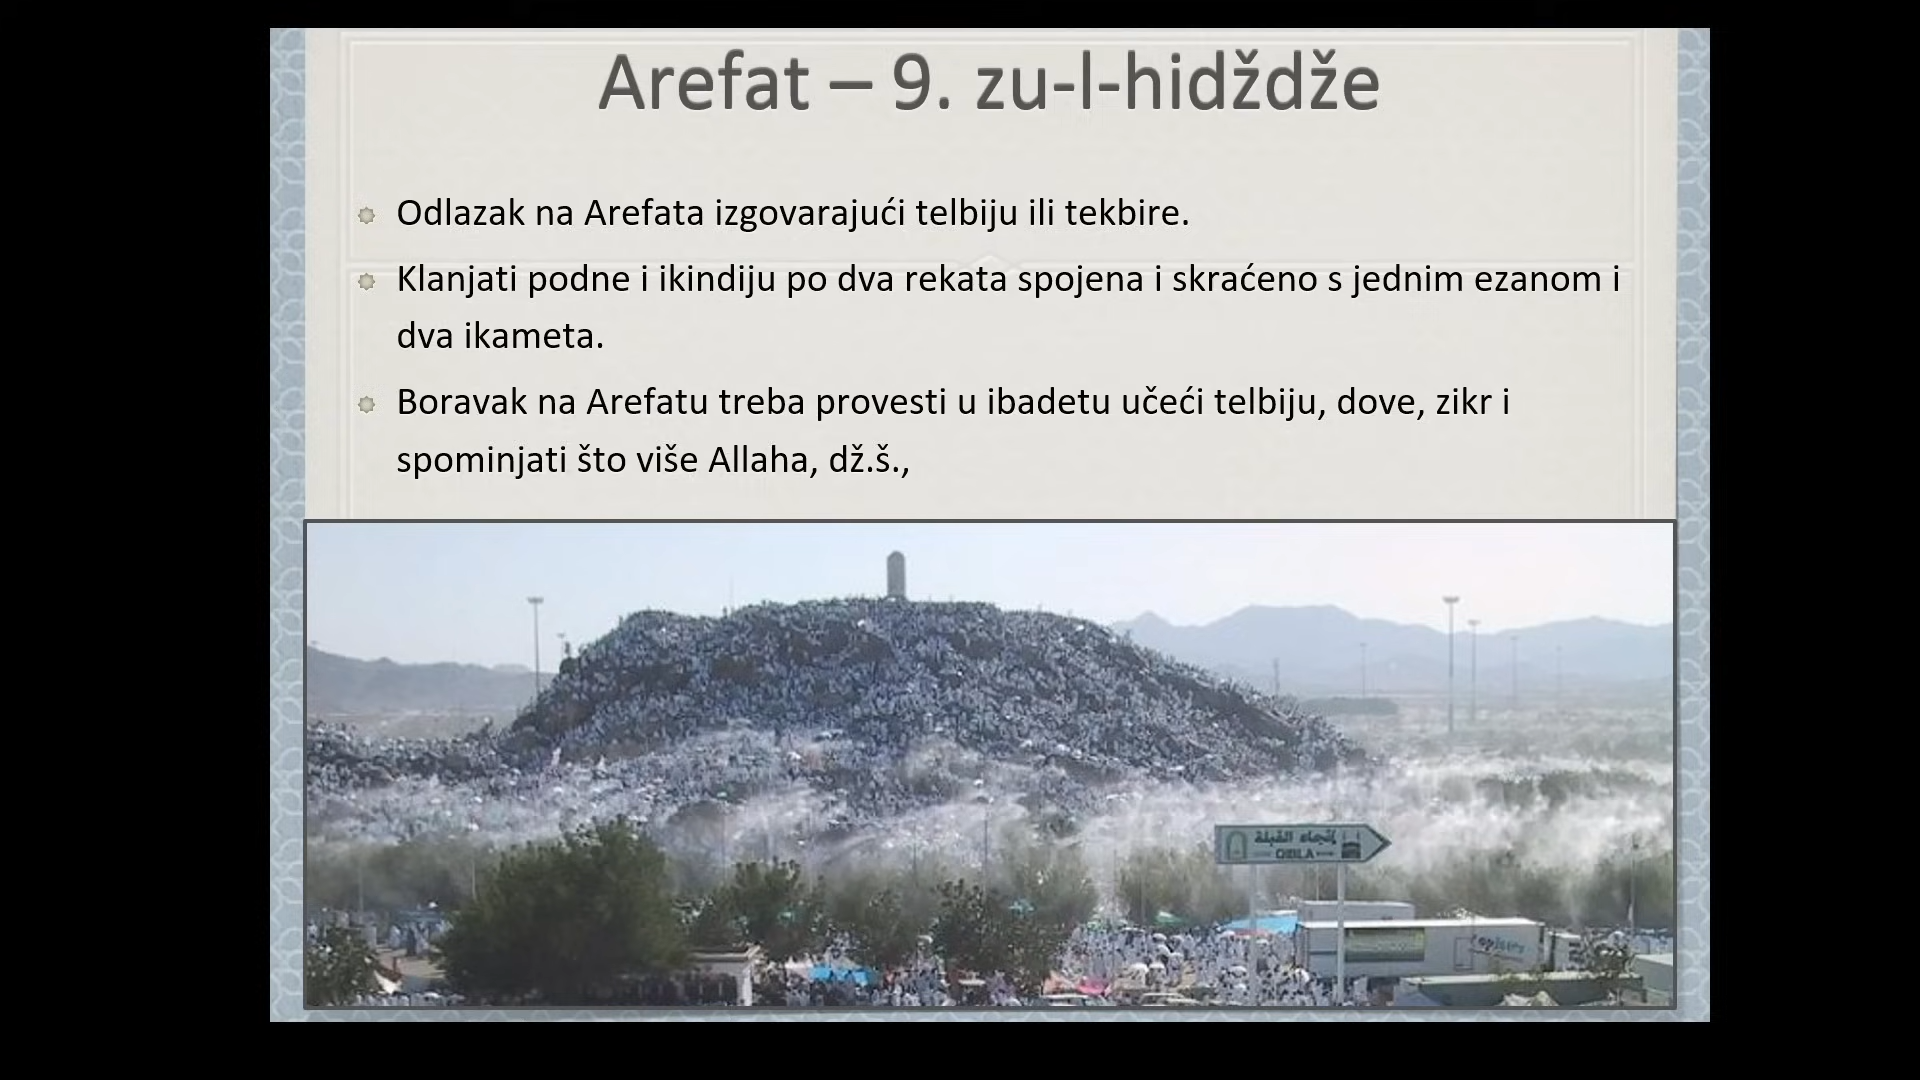 Arefat – 9. zu-l-hidždže
Odlazak na Arefata izgovarajući telbiju ili tekbire.
Klanjati podne i ikindiju po dva rekata spojena i skraćeno s jednim ezanom i
dva ikameta.
Boravak na Arefatu treba provesti u ibadetu učeći telbiju, dove, zikr i
spominjati što više Allaha, dž.š.,
إتجاه القبلة
QIBLA